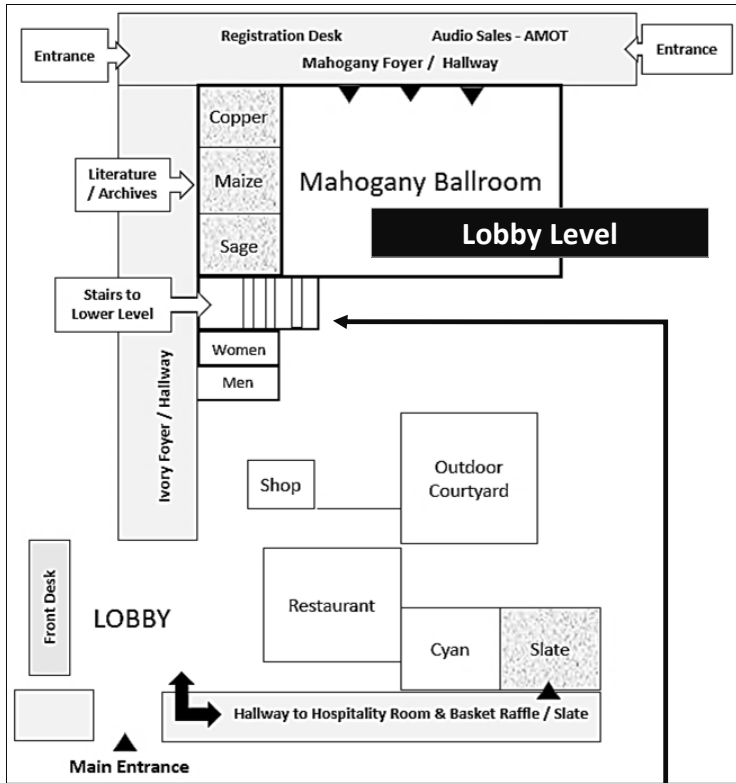 Registration Desk
Audio Sales - AMOT
Mahogany Foyer / Hallway
Entrance
Entrance
Copper
Maize
Sage
Mahogany Ballroom
Lobby Level
Literature
/ Archives
Stairs to
Lower Level
Women
Men
Ivory Foyer / Hallway
Shop
Outdoor
Courtyard
Front Desk
LOBBY
Restaurant
Cyan
Slate
Hallway to Hospitality Room & Basket Raffle / Slate
Main Entrance